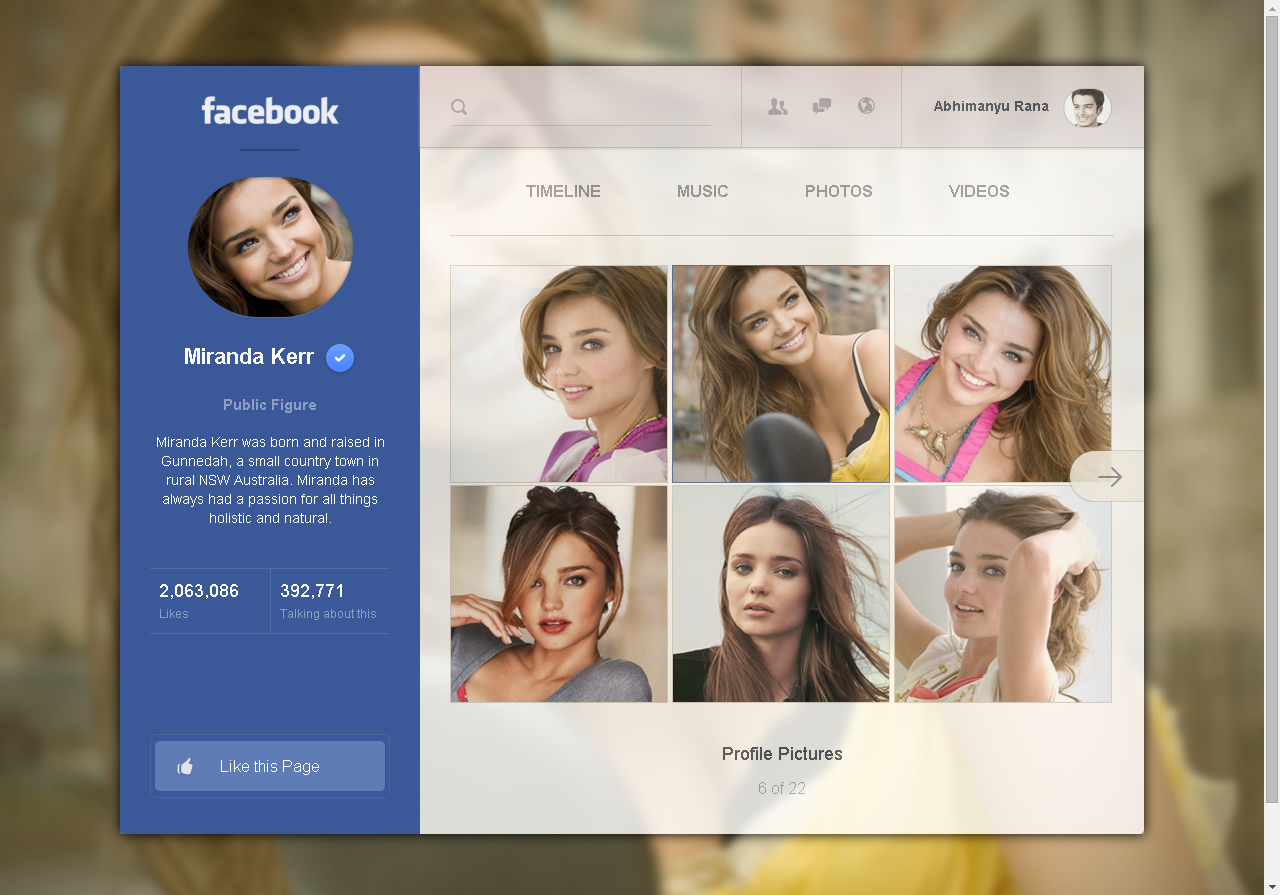 facebook
Miranda Kerr
Public Figure
Miranda Kerr was born and raised in
Gunnedah, a small country town in
rural NSW Australia. Miranda has
always had a passion for all things
holistic and natural.
2,063,086
Likes
392,771
Talking about this
Like this Page
Abhimanyu Rana
TIMELINE
MUSIC
PHOTOS
VIDEOS
Profile Pictures
6 of 22